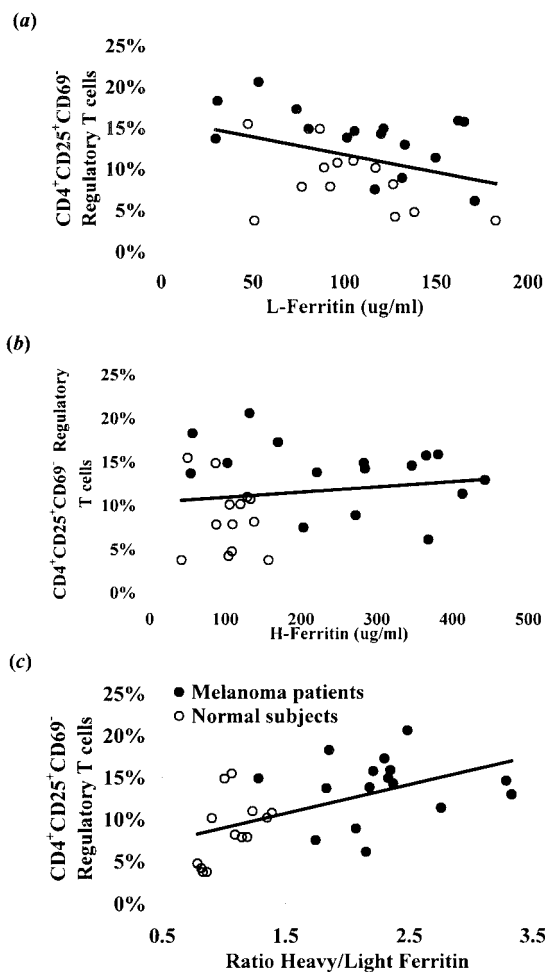 (a)
CD4⁺CD25⁺CD69⁻
Regulatory T cells
25%
20%
15%
10%
5%
0%
0
50
100
150
200
L-Ferritin (ug/ml)
(b)
CD4⁺CD25⁺CD69⁻ Regulatory
T cells
25%
20%
15%
10%
5%
0%
0
100
200
300
400
500
H-Ferritin (ug/ml)
(c)
CD4⁺CD25⁺CD69⁻
Regulatory T cells
25%
20%
15%
10%
5%
0%
Melanoma patients
Normal subjects
0.5
1.5
2.5
3.5
Ratio Heavy/Light Ferritin